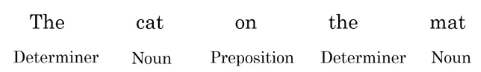 The cat on the mat
Determiner Noun Preposition Determiner Noun